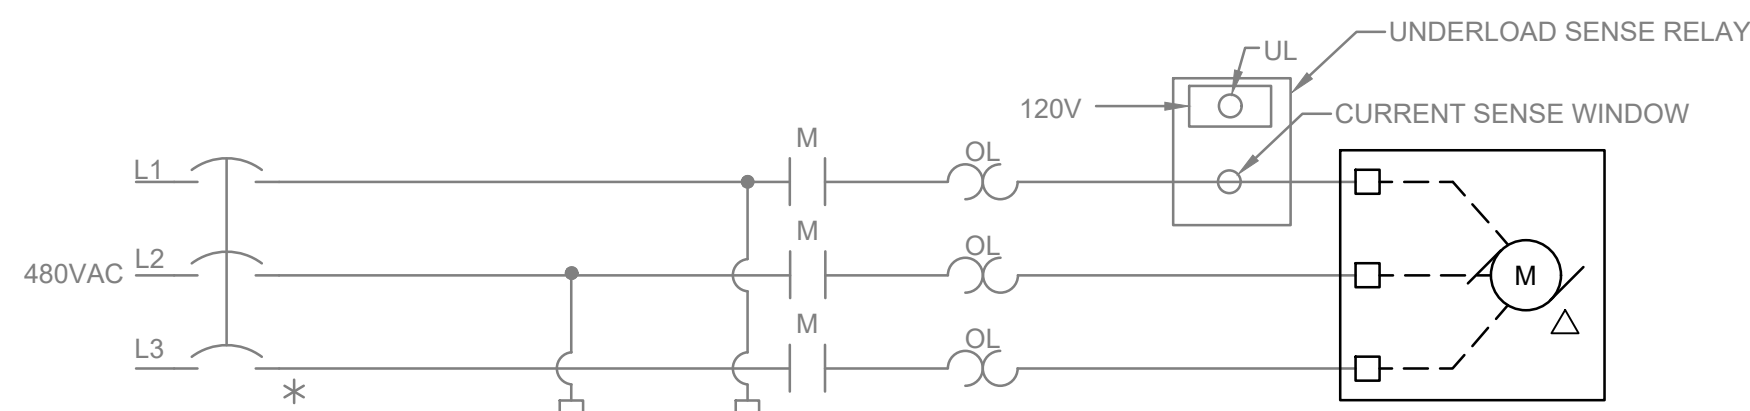 UNDERLOAD SENSE RELAY
UL
120V
CURRENT SENSE WINDOW
M
OL
L1
M
OL
480VAC
L2
M
M
OL
L3